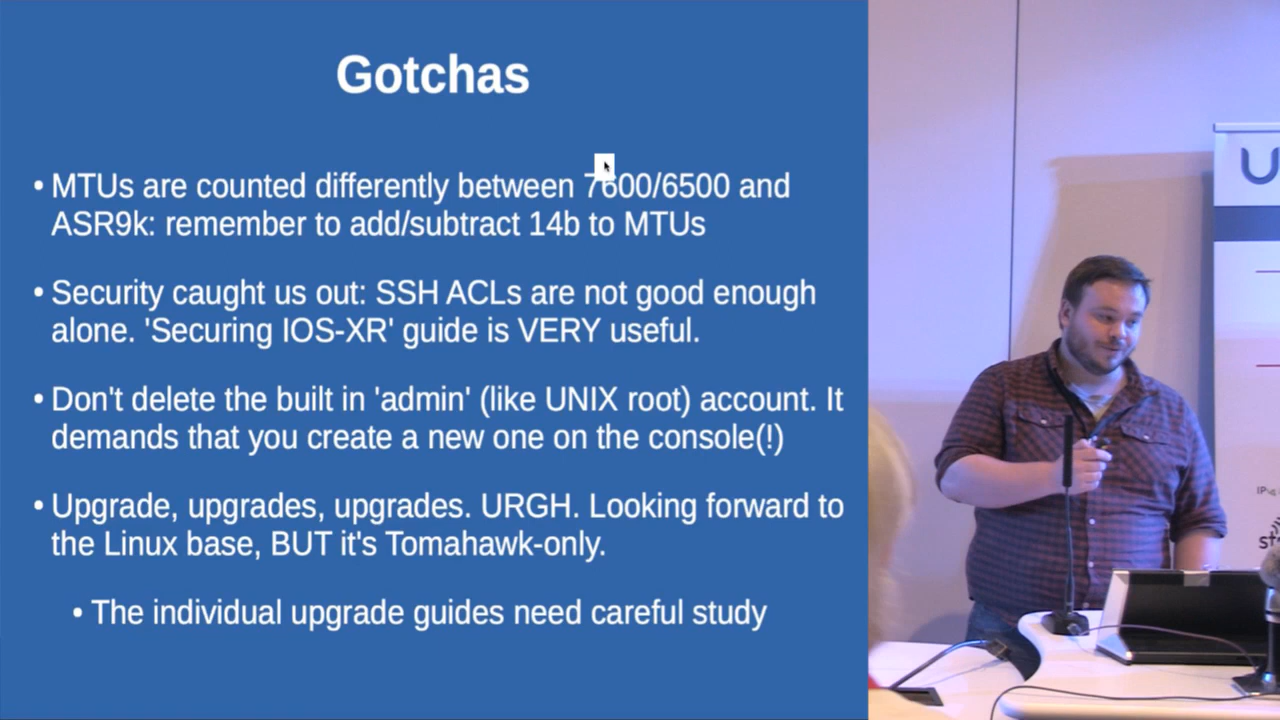 Gotchas
• MTUs are counted differently between 7600/6500 and
ASR9k: remember to add/subtract 14b to MTUs
• Security caught us out: SSH ACLs are not good enough
alone. 'Securing IOS-XR' guide is VERY useful.
• Don't delete the built in 'admin' (like UNIX root) account. It
demands that you create a new one on the console(!)
• Upgrade, upgrades, upgrades. URGH. Looking forward to
the Linux base, BUT it's Tomahawk-only.
• The individual upgrade guides need careful study
U